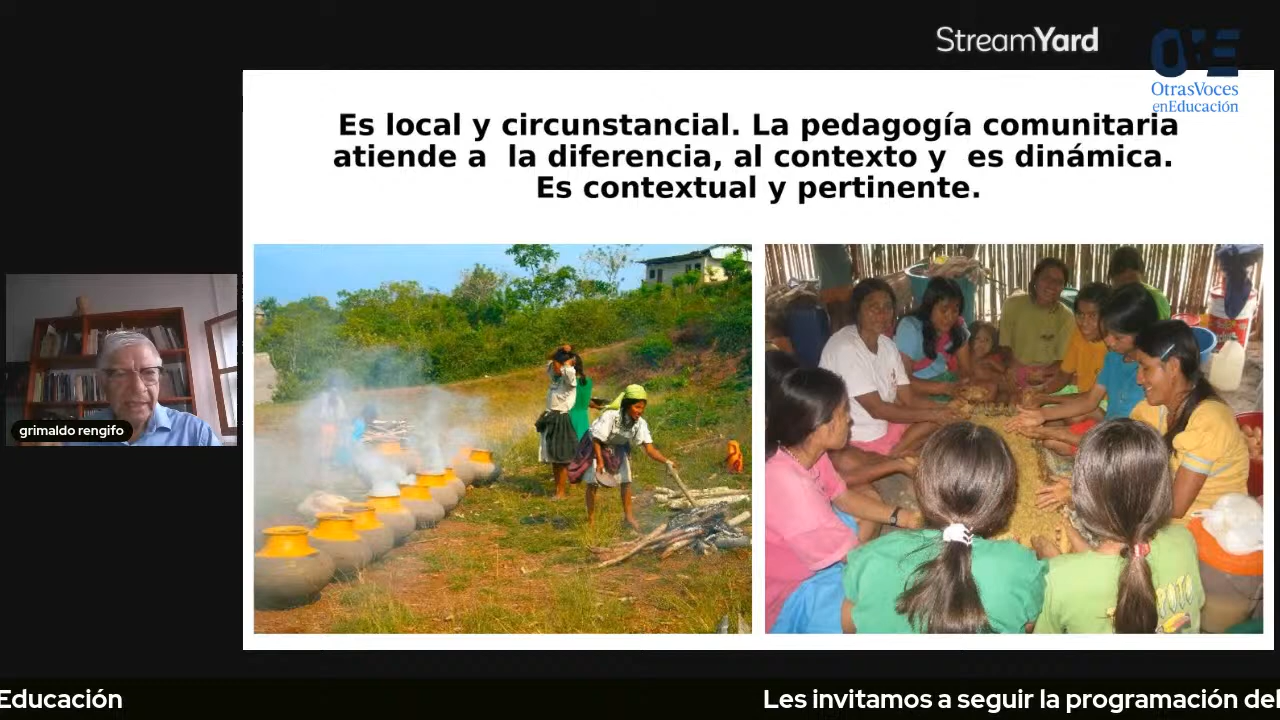 StreamYard
OtrasVoces
enEducación
Es local y circunstancial. La pedagogía comunitaria
atiende a  la diferencia, al contexto y  es dinámica.
Es contextual y pertinente.
grimaldo rengifo
Educación
Les invitamos a seguir la programación del